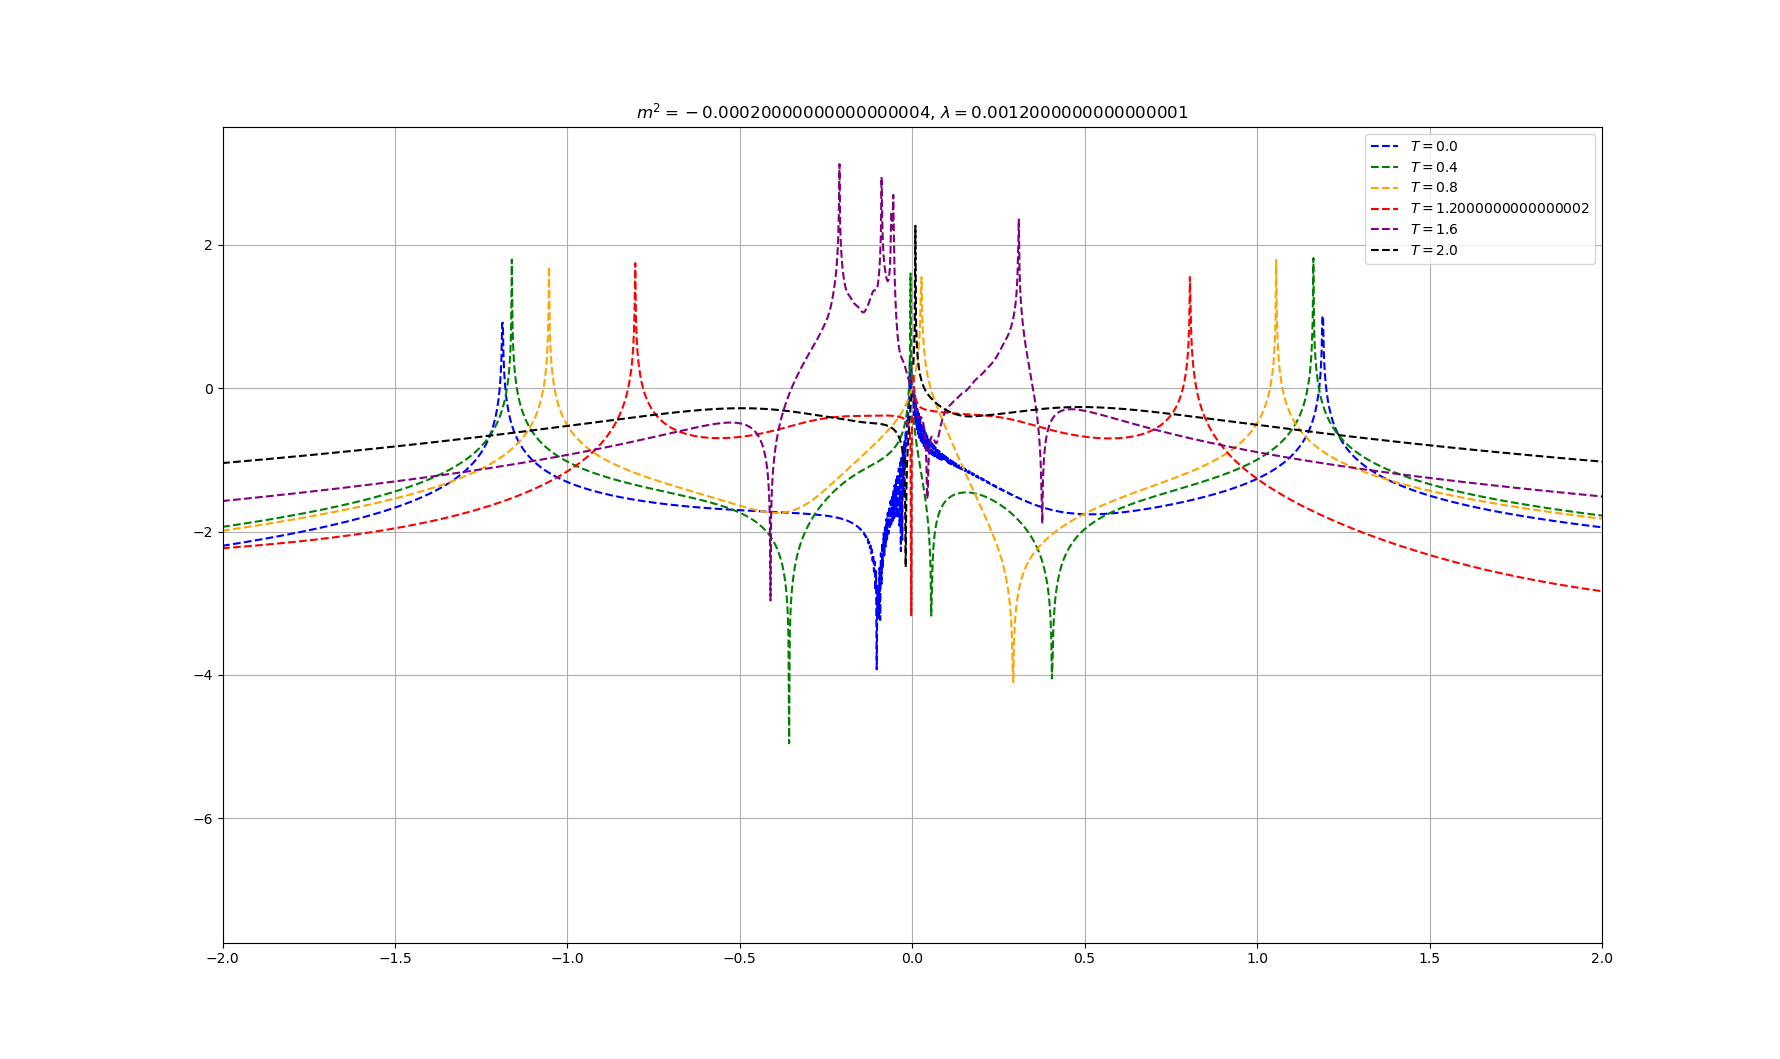 m² = −0.00020000000000000004, λ = 0.0012000000000000001
T = 0.0
T = 0.4
T = 0.8
T = 1.2000000000000002
T = 1.6
T = 2.0
2
0
−2
−4
−6
−2.0 −1.5 −1.0 −0.5 0.0 0.5 1.0 1.5 2.0